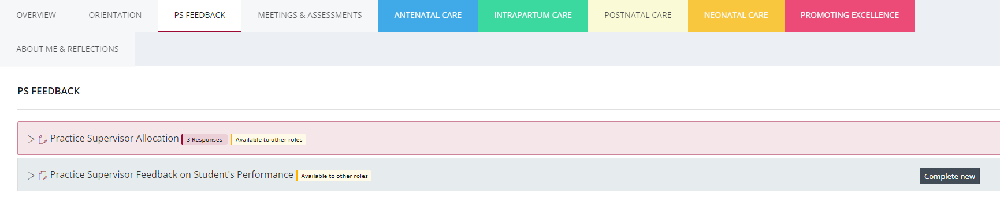 OVERVIEW ORIENTATION PS FEEDBACK MEETINGS & ASSESSMENTS ANTENATAL CARE INTRAPARTUM CARE POSTNATAL CARE NEONATAL CARE PROMOTING EXCELLENCE
ABOUT ME & REFLECTIONS
PS FEEDBACK
Practice Supervisor Allocation 3 Responses Available to other roles
Practice Supervisor Feedback on Student's Performance Available to other roles Complete new